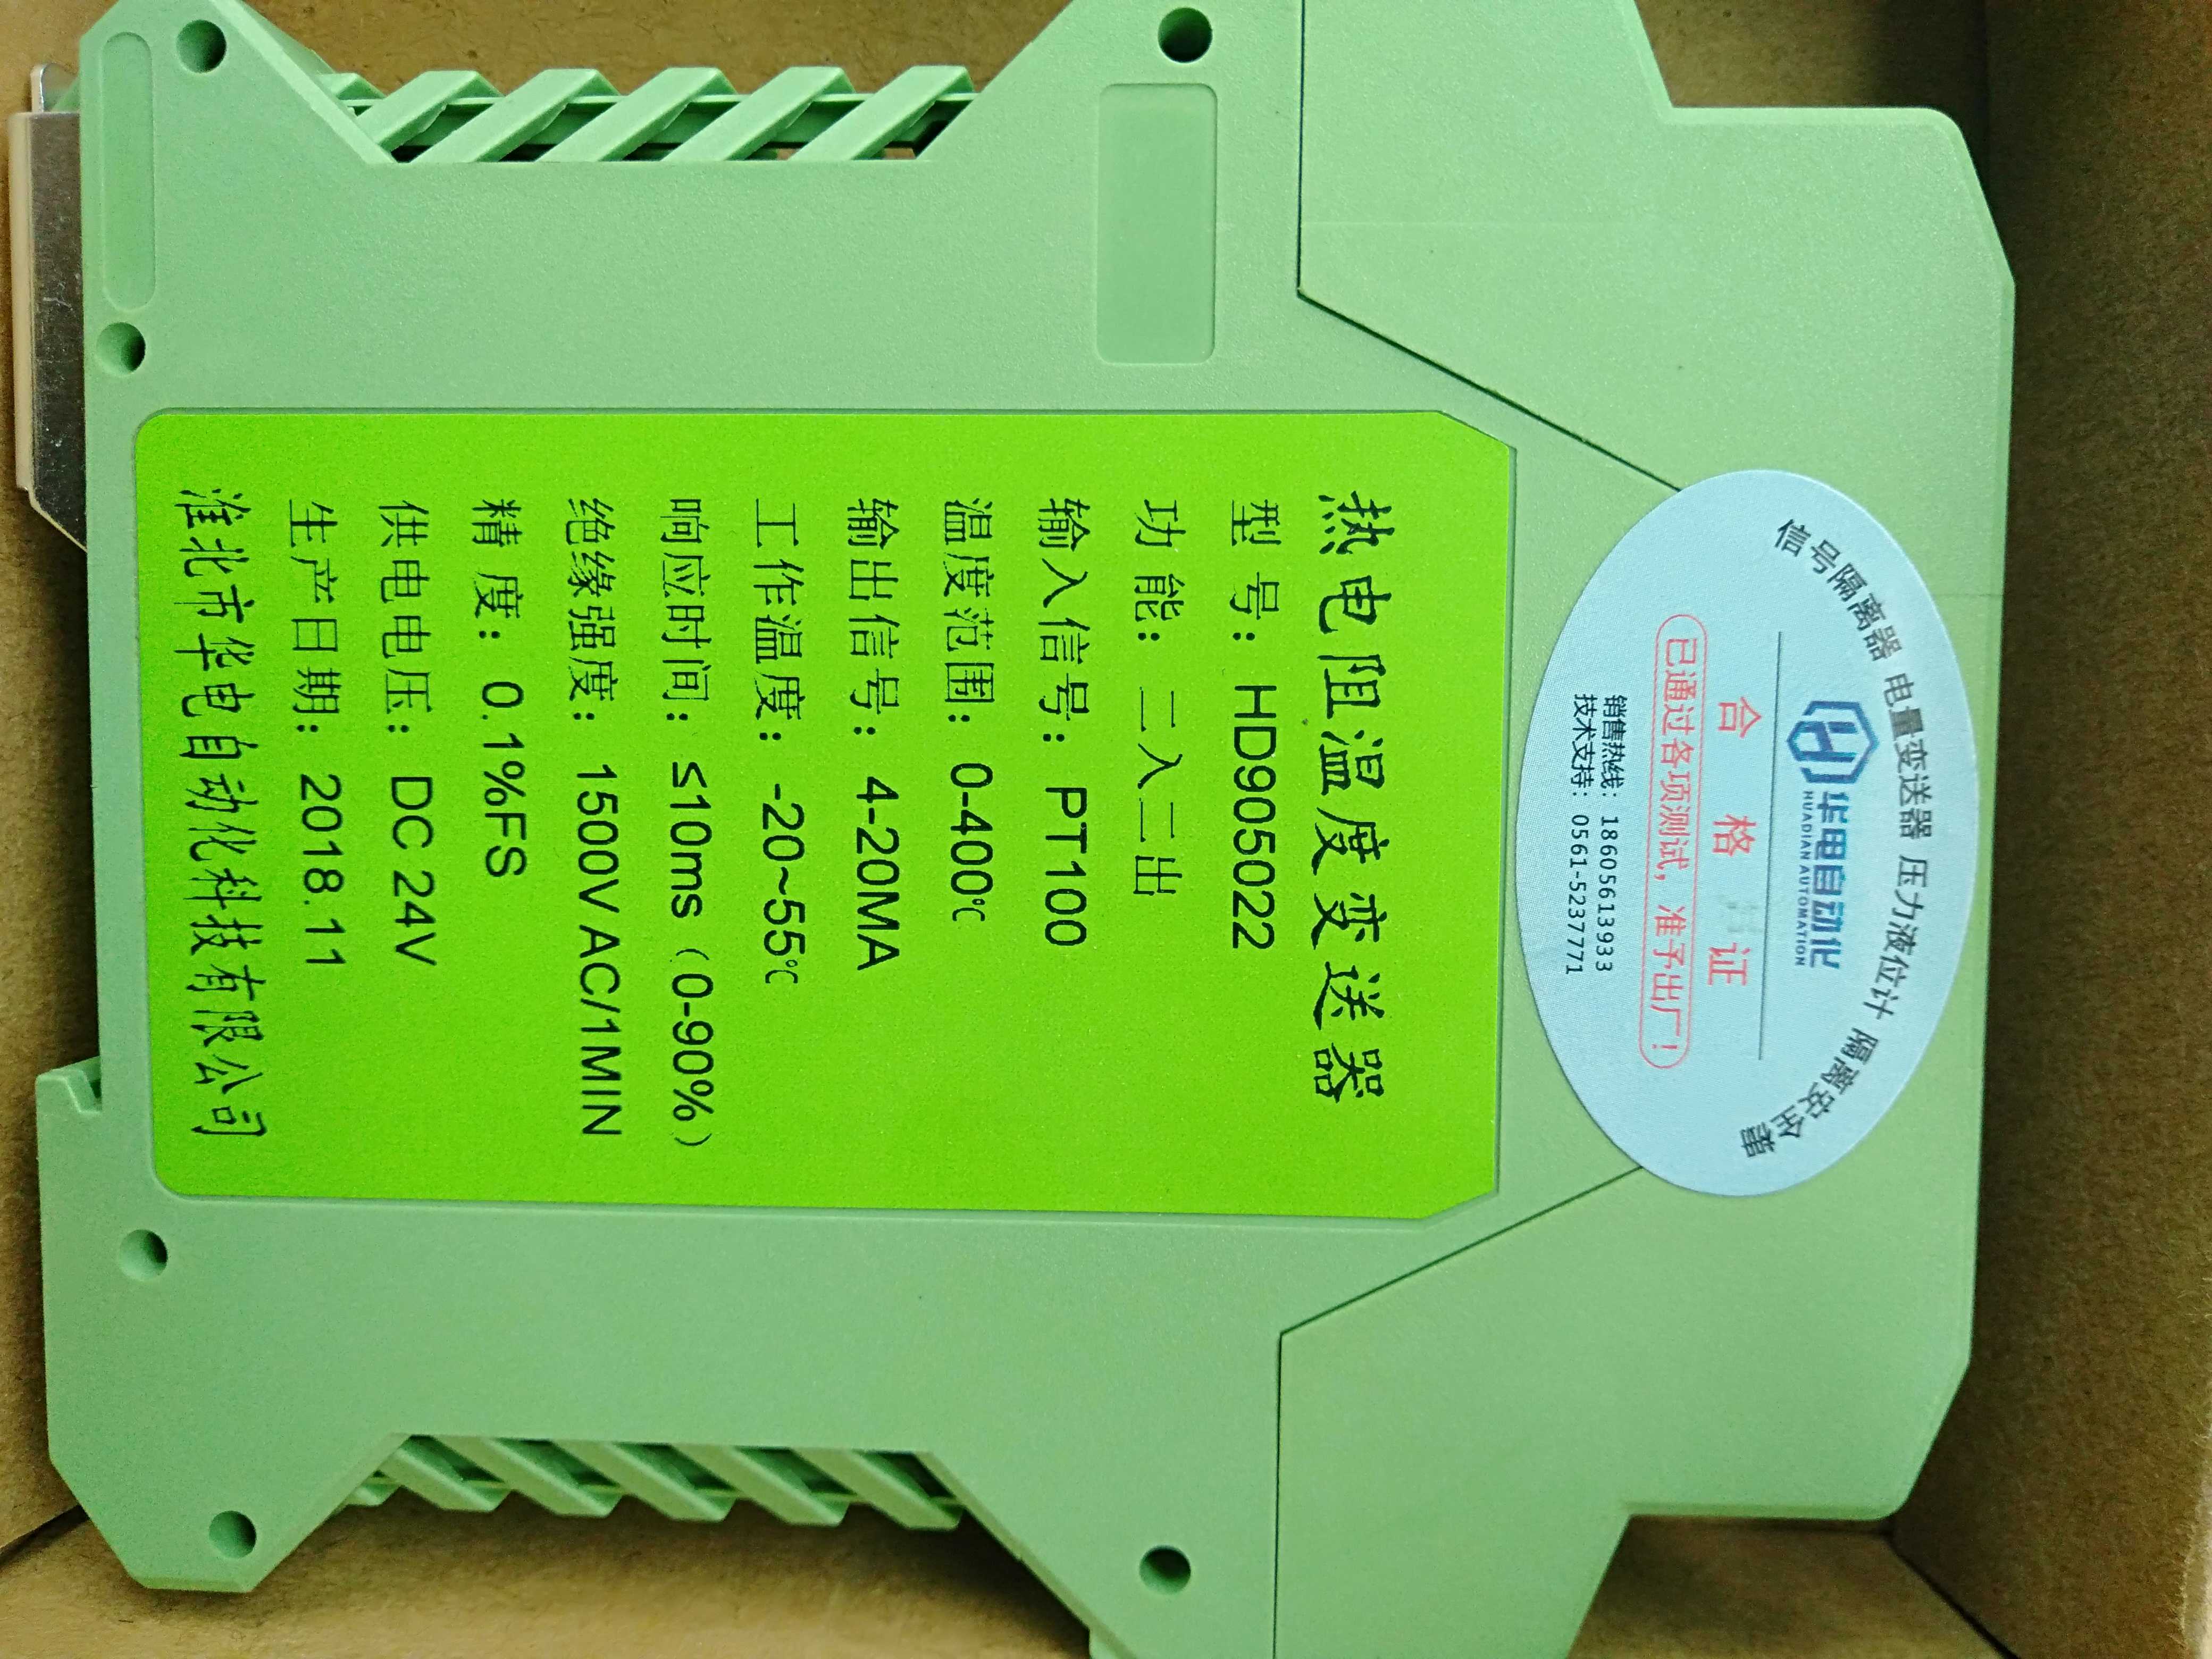 信号隔离器 电量变送器 压力液位计 隔离安全栅
华电自动化
HUADIAN AUTOMATION
合格证
已通过各项测试，准予出厂！
销售热线：18605613933
技术支持：0561-5237771
热电阻温度变送器
型 号：HD905022
功 能：二入二出
输入信号：PT100
温度范围：0-400℃
输出信号：4-20MA
工作温度：-20~55℃
响应时间：≤10ms（0-90%）
绝缘强度：1500V AC/1MIN
精 度：0.1%FS
供电电压：DC 24V
生产日期：2018.11
淮北市华电自动化科技有限公司